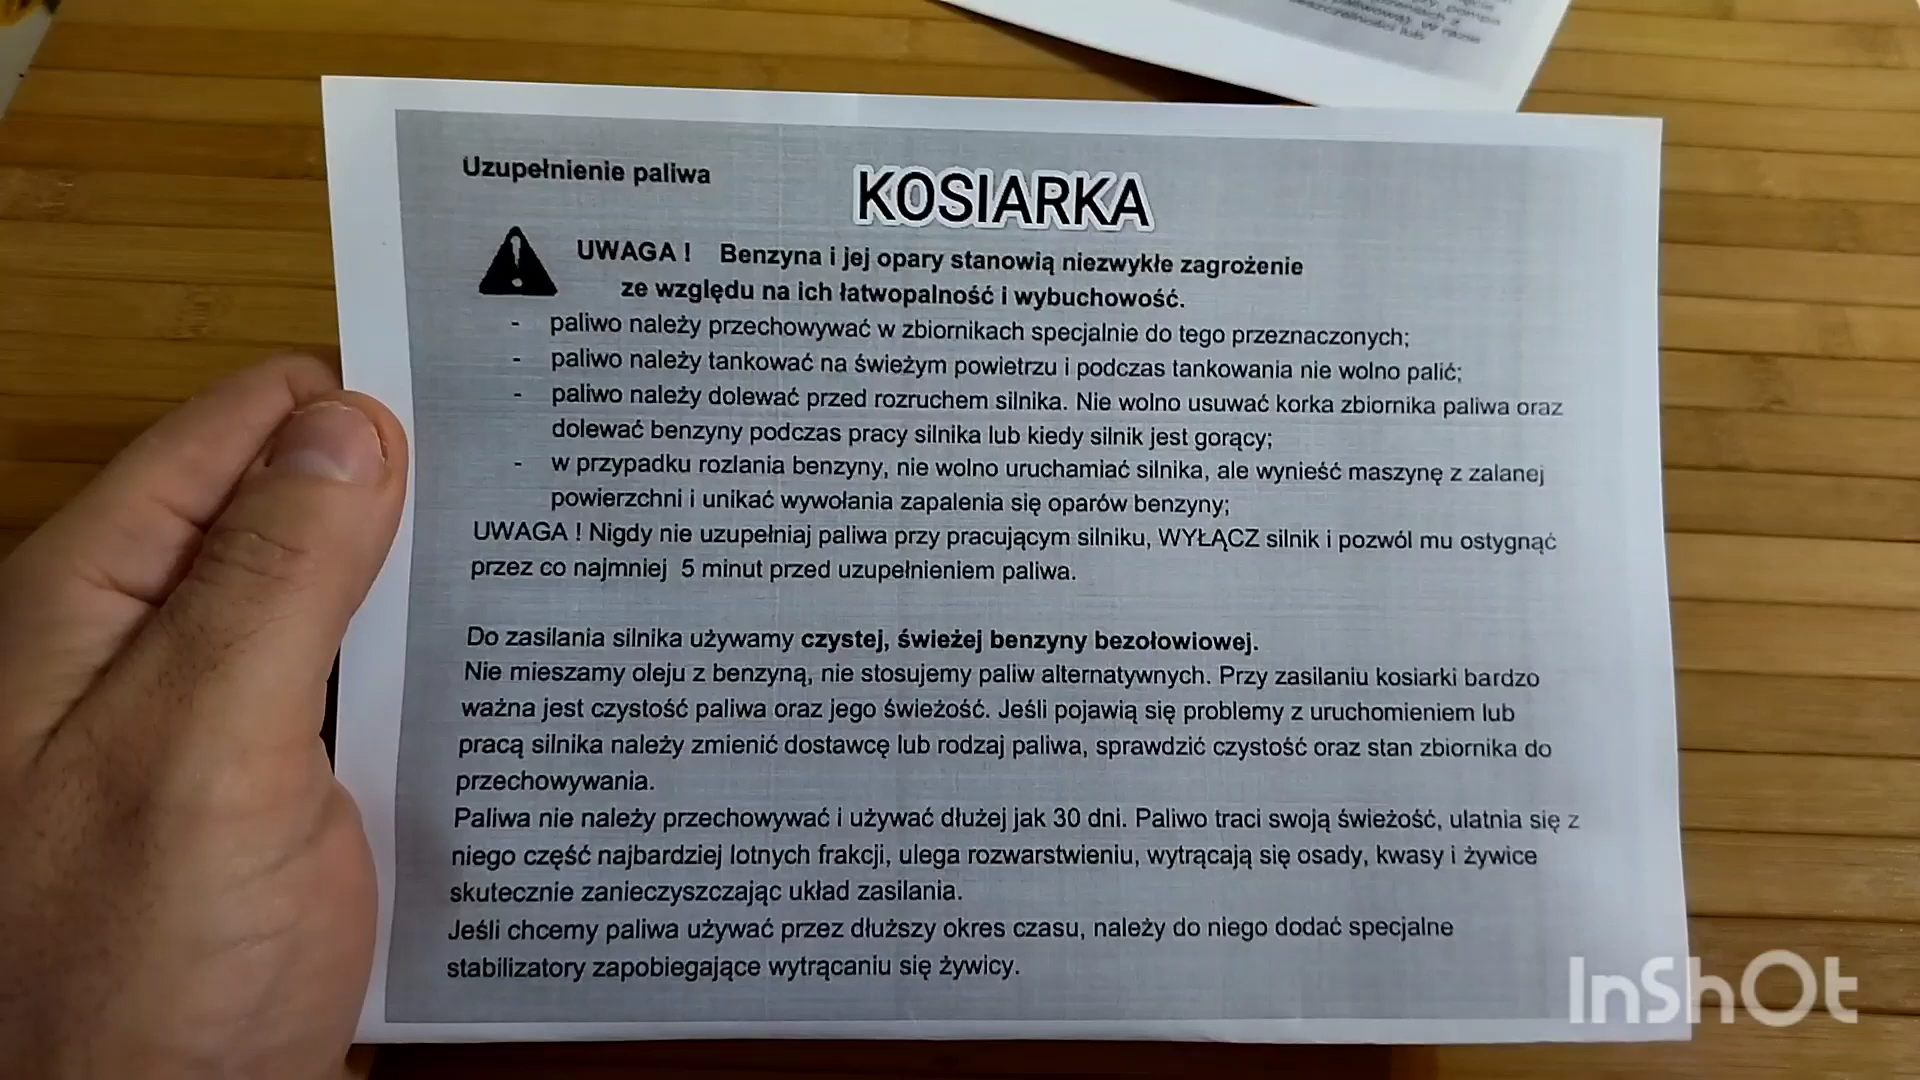 pompa
W razie
Uzupełnienie paliwa
KOSIARKA
UWAGA ! Benzyna i jej opary stanowią niezwykłe zagrożenie
ze względu na ich łatwopalność i wybuchowość.
- paliwo należy przechowywać w zbiornikach specjalnie do tego przeznaczonych;
- paliwo należy tankować na świeżym powietrzu i podczas tankowania nie wolno palić;
- paliwo należy dolewać przed rozruchem silnika. Nie wolno usuwać korka zbiornika paliwa oraz
dolewać benzyny podczas pracy silnika lub kiedy silnik jest gorący;
- w przypadku rozlania benzyny, nie wolno uruchamiać silnika, ale wynieść maszynę z zalanej
powierzchni i unikać wywołania zapalenia się oparów benzyny;
UWAGA ! Nigdy nie uzupełniaj paliwa przy pracującym silniku, WYŁĄCZ silnik i pozwól mu ostygnąć
przez co najmniej 5 minut przed uzupełnieniem paliwa.
Do zasilania silnika używamy czystej, świeżej benzyny bezołowiowej.
Nie mieszamy oleju z benzyną, nie stosujemy paliw alternatywnych. Przy zasilaniu kosiarki bardzo
ważna jest czystość paliwa oraz jego świeżość. Jeśli pojawią się problemy z uruchomieniem lub
pracą silnika należy zmienić dostawcę lub rodzaj paliwa, sprawdzić czystość oraz stan zbiornika do
przechowywania.
Paliwa nie należy przechowywać i używać dłużej jak 30 dni. Paliwo traci swoją świeżość, ulatnia się z
niego część najbardziej lotnych frakcji, ulega rozwarstwieniu, wytrącają się osady, kwasy i żywice
skutecznie zanieczyszczając układ zasilania.
Jeśli chcemy paliwa używać przez dłuższy okres czasu, należy do niego dodać specjalne
stabilizatory zapobiegające wytrącaniu się żywicy.
InShOt